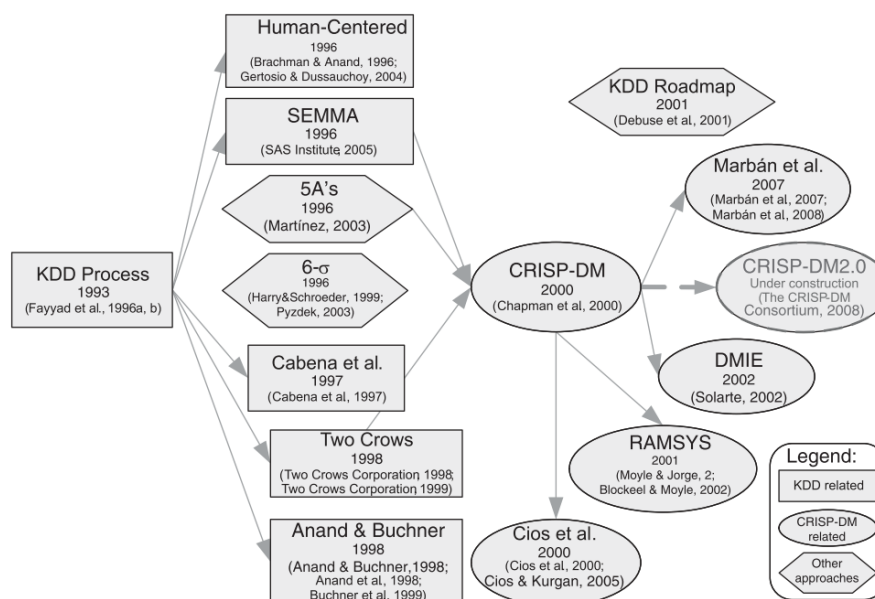 Human-Centered
1996
(Brachman & Anand, 1996;
Gertosio & Dussauchoy, 2004)
SEMMA
1996
(SAS Institute, 2005)
5A's
1996
(Martínez, 2003)
6-σ
1996
(Harry&Schroeder, 1999;
Pyzdek, 2003)
KDD Process
1993
(Fayyad et al., 1996a, b)
Cabena et al.
1997
(Cabena et al, 1997)
Two Crows
1998
(Two Crows Corporation, 1998;
Two Crows Corporation, 1999)
Anand & Buchner
1998
(Anand & Buchner, 1998;
Anand et al., 1998;
Buchner et al., 1999)
CRISP-DM
2000
(Chapman et al., 2000)
KDD Roadmap
2001
(Debuse et al., 2001)
Marbán et al.
2007
(Marbán et al, 2007;
Marbán et al., 2008)
CRISP-DM2.0
Under construction
(The CRISP-DM
Consortium, 2008)
DMIE
2002
(Solarte, 2002)
RAMSYS
2001
(Moyle & Jorge, 2;
Blockeel & Moyle, 2002)
Cios et al.
2000
(Cios et al., 2000;
Cios & Kurgan, 2005)
Legend:
KDD related
CRISP-DM
related
Other
approaches